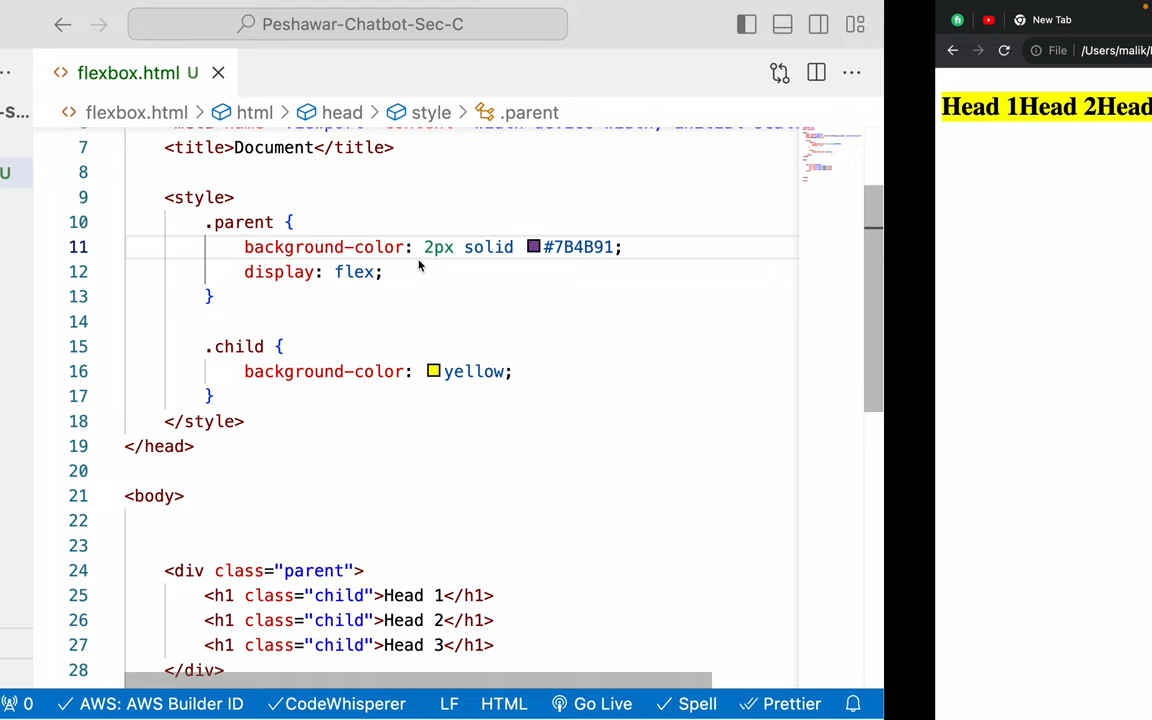 Peshawar-Chatbot-Sec-C
New Tab
flexbox.html U
File /Users/malik/
-S...
flexbox.html > html > head > style > .parent
Head 1Head 2Head
7 <title>Document</title>
8
U
9 <style>
10 .parent {
11 background-color: 2px solid #7B4B91;
12 display: flex;
13 }
14
15 .child {
16 background-color: yellow;
17 }
18 </style>
19 </head>
20
21 <body>
22
23
24 <div class="parent">
25 <h1 class="child">Head 1</h1>
26 <h1 class="child">Head 2</h1>
27 <h1 class="child">Head 3</h1>
28 </div>
0 AWS: AWS Builder ID CodeWhisperer LF HTML Go Live Spell Prettier